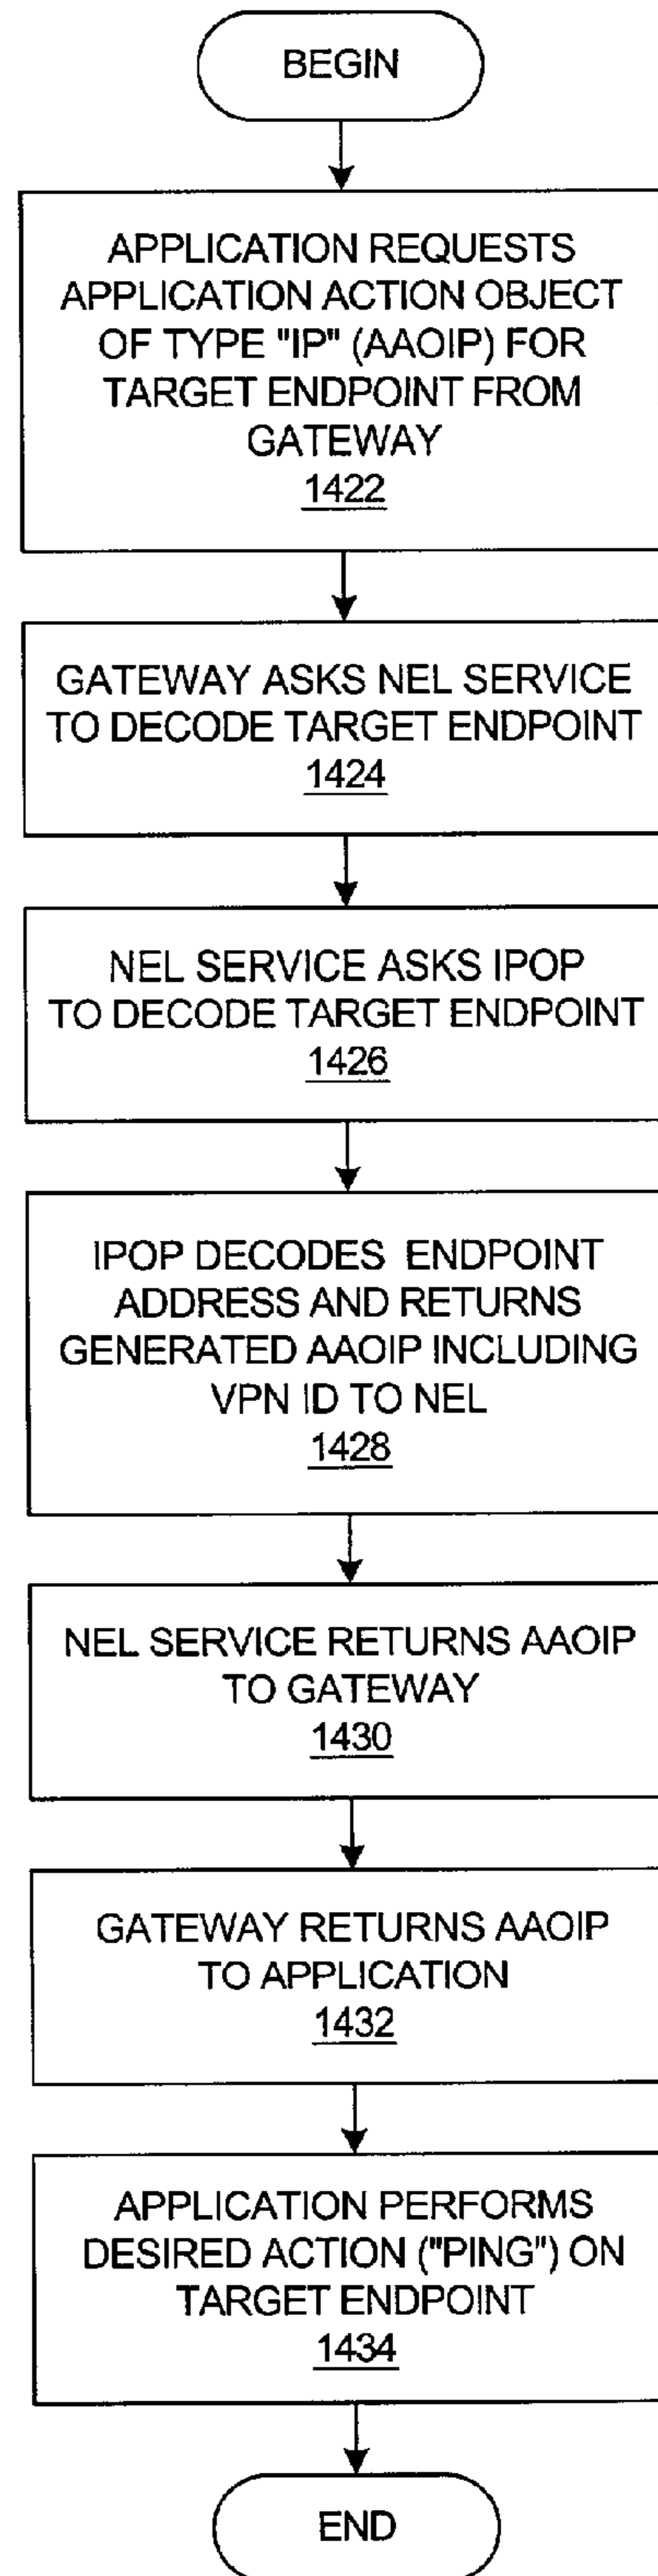 BEGIN
APPLICATION REQUESTS
APPLICATION ACTION OBJECT
OF TYPE "IP" (AAOIP) FOR
TARGET ENDPOINT FROM
GATEWAY
1422
GATEWAY ASKS NEL SERVICE
TO DECODE TARGET ENDPOINT
1424
NEL SERVICE ASKS IPOP
TO DECODE TARGET ENDPOINT
1426
IPOP DECODES ENDPOINT
ADDRESS AND RETURNS
GENERATED AAOIP INCLUDING
VPN ID TO NEL
1428
NEL SERVICE RETURNS AAOIP
TO GATEWAY
1430
GATEWAY RETURNS AAOIP
TO APPLICATION
1432
APPLICATION PERFORMS
DESIRED ACTION ("PING") ON
TARGET ENDPOINT
1434
END